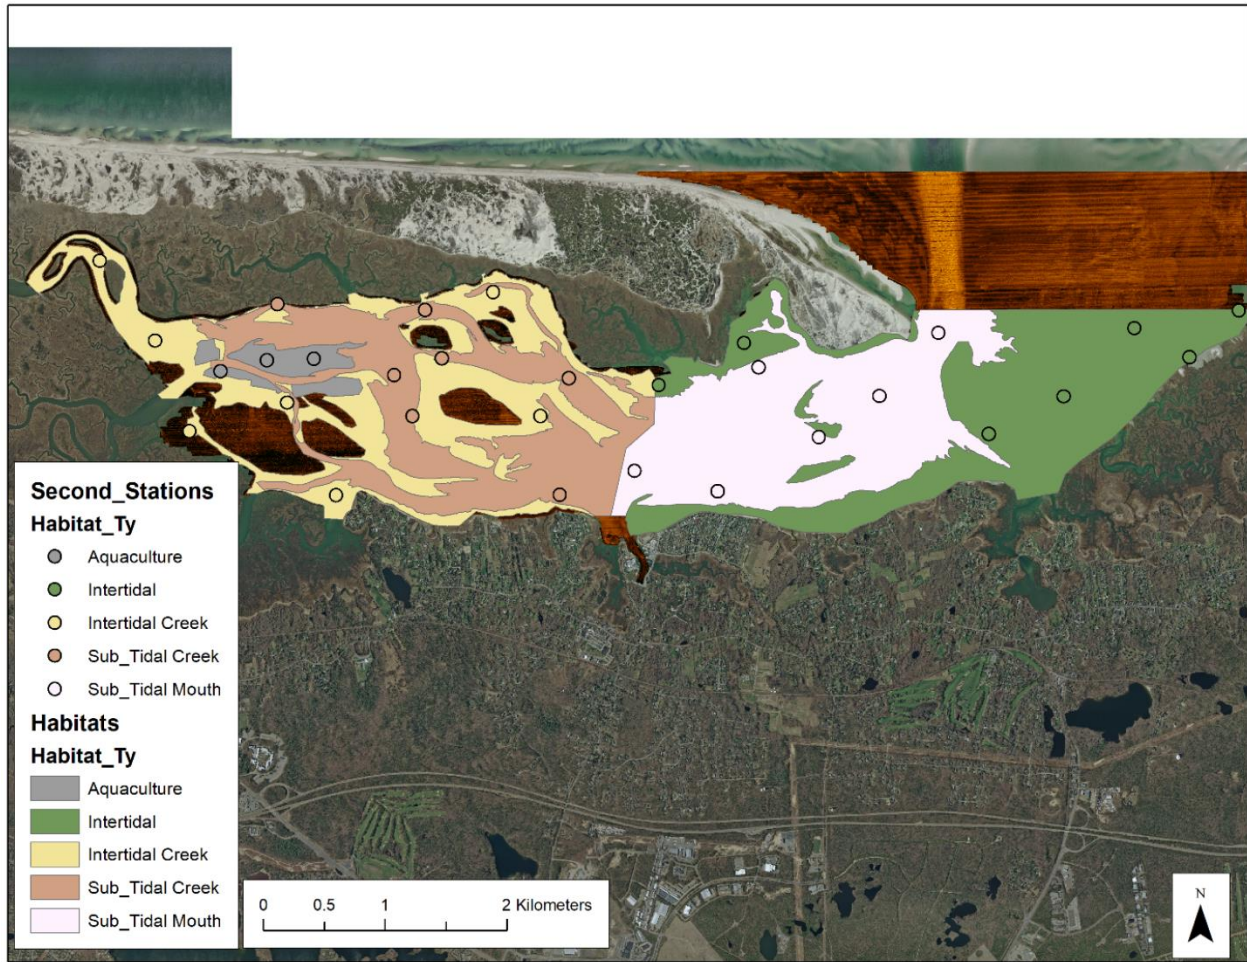 Second_Stations
Habitat_Ty
Aquaculture
Intertidal
Intertidal Creek
Sub_Tidal Creek
Sub_Tidal Mouth
Habitats
Habitat_Ty
Aquaculture
Intertidal
Intertidal Creek
Sub_Tidal Creek
Sub_Tidal Mouth
0 0.5 1 2 Kilometers
N